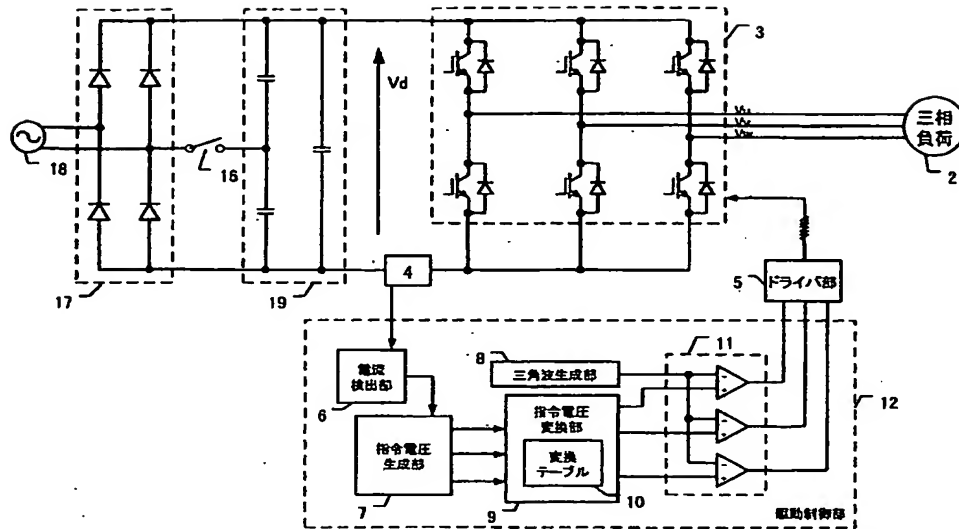 3
Vd
三相
負荷
2
18
16
17
19
4
5
ドライバ部
11
8
三角波生成部
電流
検出部
6
指令電圧
変換部
12
指令電圧
生成部
変換
テーブル
7
9
10
駆動制御部